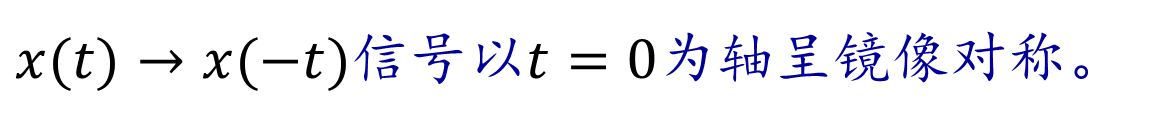 x(t) → x(−t)信号以t = 0为轴呈镜像对称。